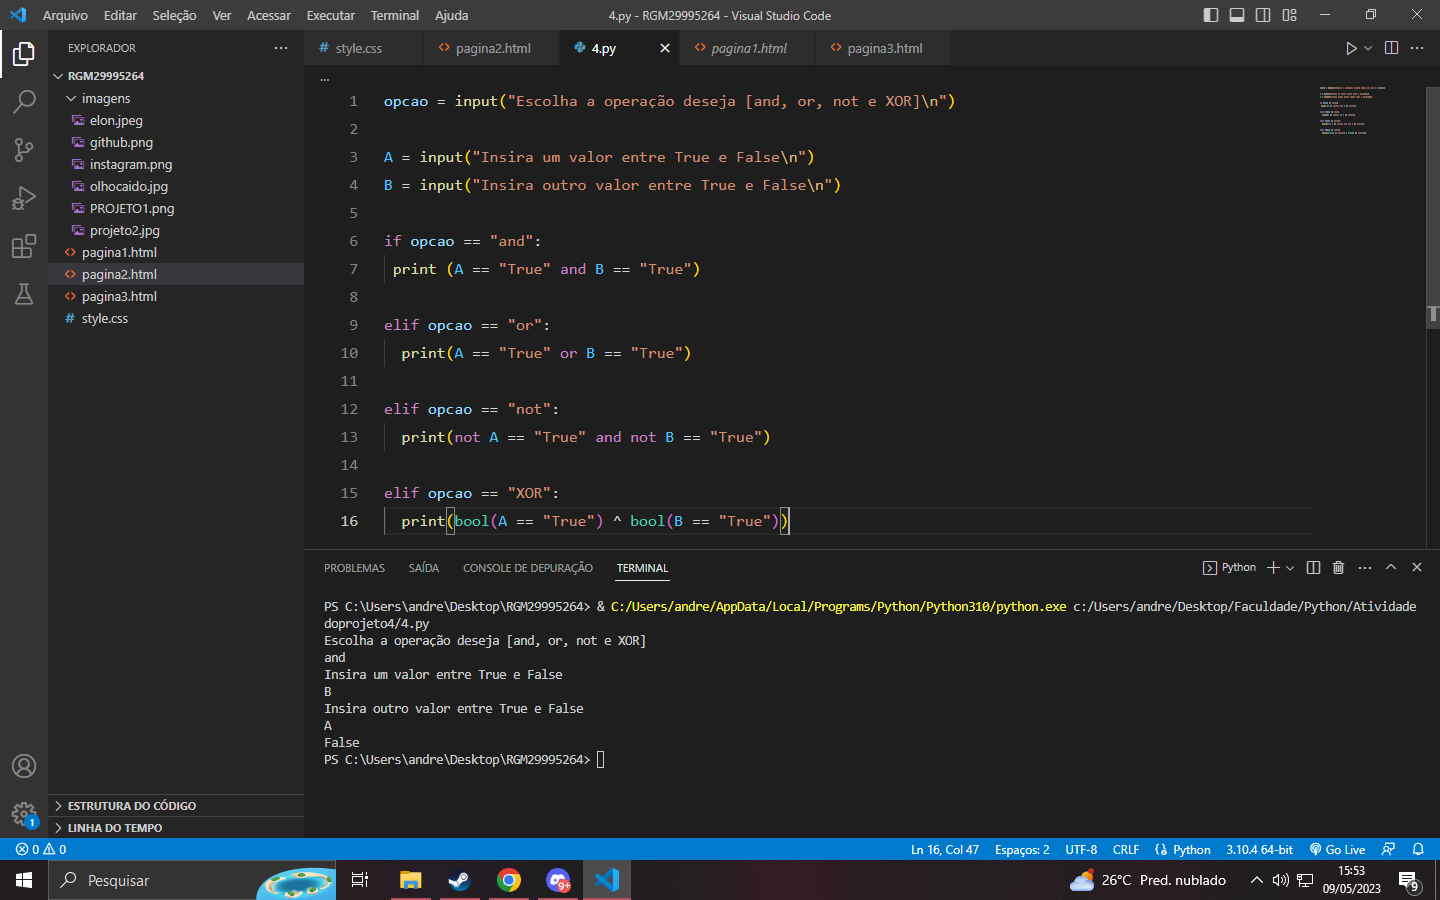 Arquivo Editar Seleção Ver Acessar Executar Terminal Ajuda 4.py - RGM29995264 - Visual Studio Code
EXPLORADOR ···
RGM29995264
imagens
elon.jpeg
github.png
instagram.png
olhocaido.jpg
PROJETO1.png
projeto2.jpg
pagina1.html
pagina2.html
pagina3.html
# style.css
ESTRUTURA DO CÓDIGO
LINHA DO TEMPO
# style.css <> pagina2.html 4.py × <> pagina1.html <> pagina3.html
...
1 opcao = input("Escolha a operação deseja [and, or, not e XOR]\n")
2
3 A = input("Insira um valor entre True e False\n")
4 B = input("Insira outro valor entre True e False\n")
5
6 if opcao == "and":
7 print (A == "True" and B == "True")
8
9 elif opcao == "or":
10 print(A == "True" or B == "True")
11
12 elif opcao == "not":
13 print(not A == "True" and not B == "True")
14
15 elif opcao == "XOR":
16 print(bool(A == "True") ^ bool(B == "True"))
PROBLEMAS SAÍDA CONSOLE DE DEPURAÇÃO TERMINAL Python
PS C:\Users\andre\Desktop\RGM29995264> & C:/Users/andre/AppData/Local/Programs/Python/Python310/python.exe c:/Users/andre/Desktop/Faculdade/Python/Atividade
doprojeto4/4.py
Escolha a operação deseja [and, or, not e XOR]
and
Insira um valor entre True e False
B
Insira outro valor entre True e False
A
False
PS C:\Users\andre\Desktop\RGM29995264>
1
0 0 Ln 16, Col 47 Espaços: 2 UTF-8 CRLF Python 3.10.4 64-bit Go Live
Pesquisar 9+ 26°C Pred. nublado 15:53
09/05/2023 9